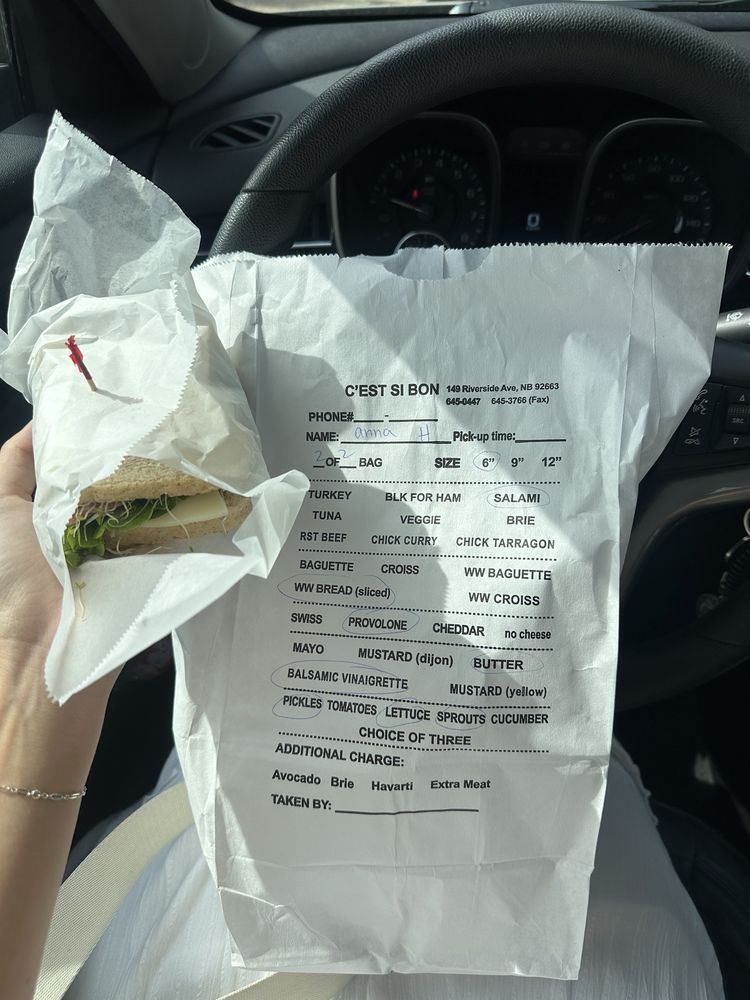 C'EST SI BON 149 Riverside Ave, NB 92663
645-0447 645-3766 (Fax)
PHONE#____-______
NAME: anna H Pick-up time:______
2 OF 2 BAG SIZE 6" 9" 12"
TURKEY BLK FOR HAM SALAMI
TUNA VEGGIE BRIE
RST BEEF CHICK CURRY CHICK TARRAGON
BAGUETTE CROISS WW BAGUETTE
WW BREAD (sliced) WW CROISS
SWISS PROVOLONE CHEDDAR no cheese
MAYO MUSTARD (dijon) BUTTER
BALSAMIC VINAIGRETTE MUSTARD (yellow)
PICKLES TOMATOES LETTUCE SPROUTS CUCUMBER
CHOICE OF THREE
ADDITIONAL CHARGE:
Avocado Brie Havarti Extra Meat
TAKEN BY: ______________